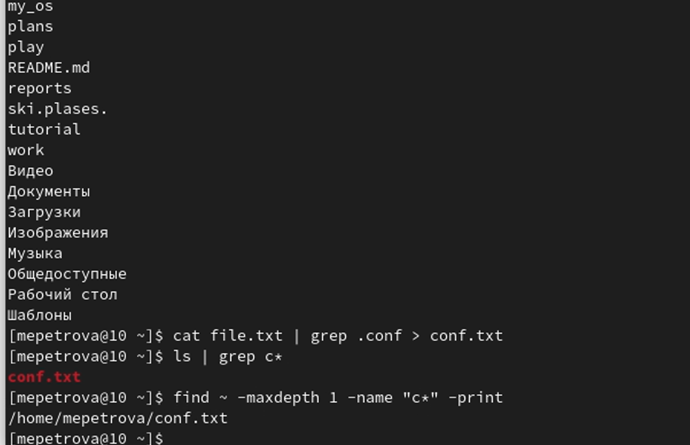 my_os
plans
play
README.md
reports
ski.plases.
tutorial
work
Видео
Документы
Загрузки
Изображения
Музыка
Общедоступные
Рабочий стол
Шаблоны
[mepetrova@10 ~]$ cat file.txt | grep .conf > conf.txt
[mepetrova@10 ~]$ ls | grep c*
conf.txt
[mepetrova@10 ~]$ find ~ -maxdepth 1 -name "c*" -print
/home/mepetrova/conf.txt
[mepetrova@10 ~]$